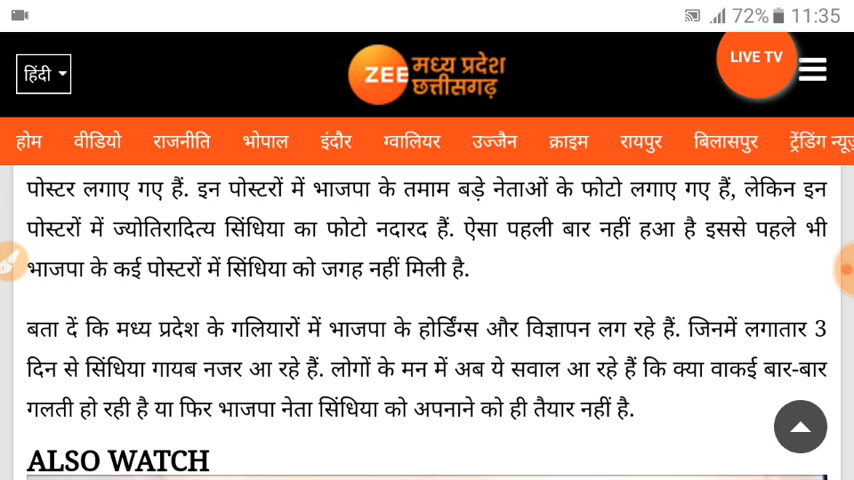 72% 11:35
हिंदी
ZEE मध्य प्रदेश छत्तीसगढ़
LIVE TV
होम वीडियो राजनीति भोपाल इंदौर ग्वालियर उज्जैन क्राइम रायपुर बिलासपुर ट्रेंडिंग न्यूज़
पोस्टर लगाए गए हैं. इन पोस्टरों में भाजपा के तमाम बड़े नेताओं के फोटो लगाए गए हैं, लेकिन इन
पोस्टरों में ज्योतिरादित्य सिंधिया का फोटो नदारद हैं. ऐसा पहली बार नहीं हआ है इससे पहले भी
भाजपा के कई पोस्टरों में सिंधिया को जगह नहीं मिली है.
बता दें कि मध्य प्रदेश के गलियारों में भाजपा के होर्डिंग्स और विज्ञापन लग रहे हैं. जिनमें लगातार 3
दिन से सिंधिया गायब नजर आ रहे हैं. लोगों के मन में अब ये सवाल आ रहे हैं कि क्या वाकई बार-बार
गलती हो रही है या फिर भाजपा नेता सिंधिया को अपनाने को ही तैयार नहीं है.
ALSO WATCH